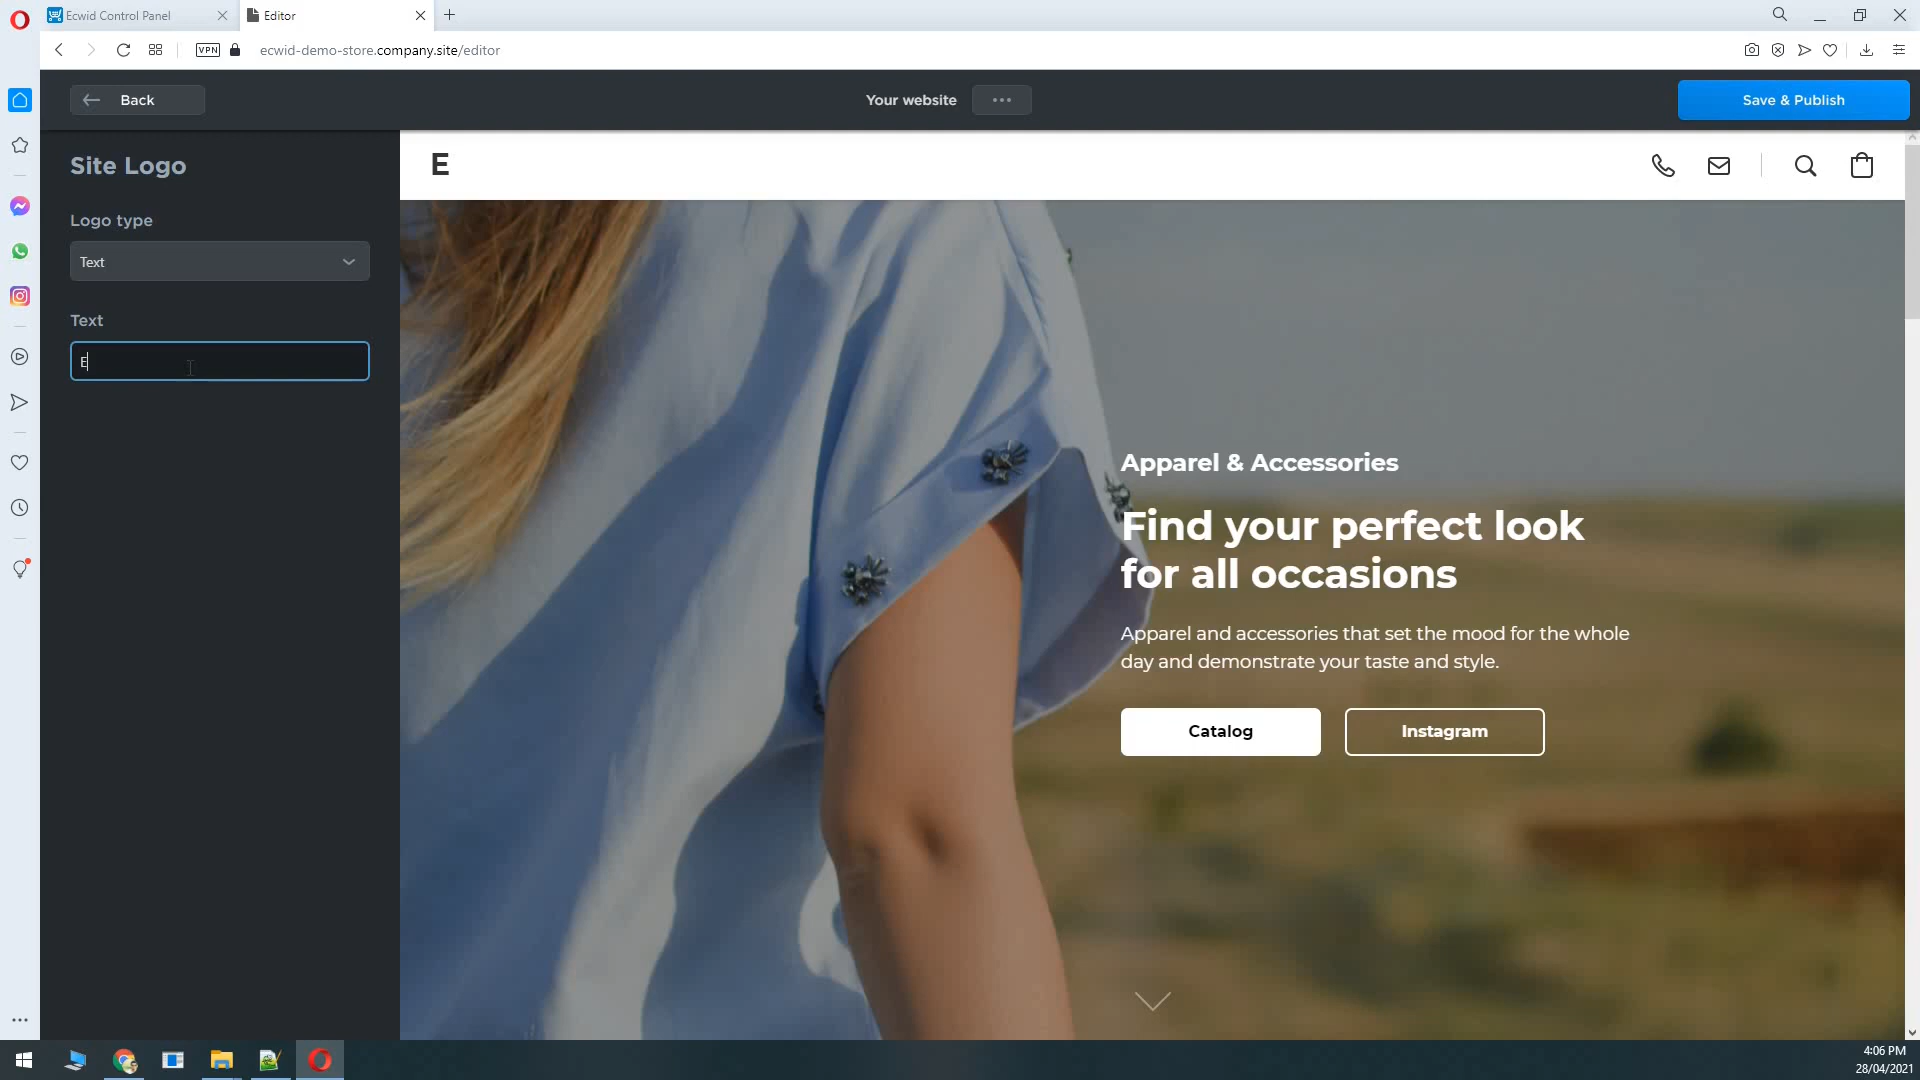 Ecwid Control Panel
Editor
VPN
ecwid-demo-store.company.site/editor
Back
Your website
Save & Publish
Site Logo
Logo type
Text
Text
E
E
Apparel & Accessories
Find your perfect look
for all occasions
Apparel and accessories that set the mood for the whole
day and demonstrate your taste and style.
Catalog
Instagram
4:06 PM
28/04/2021